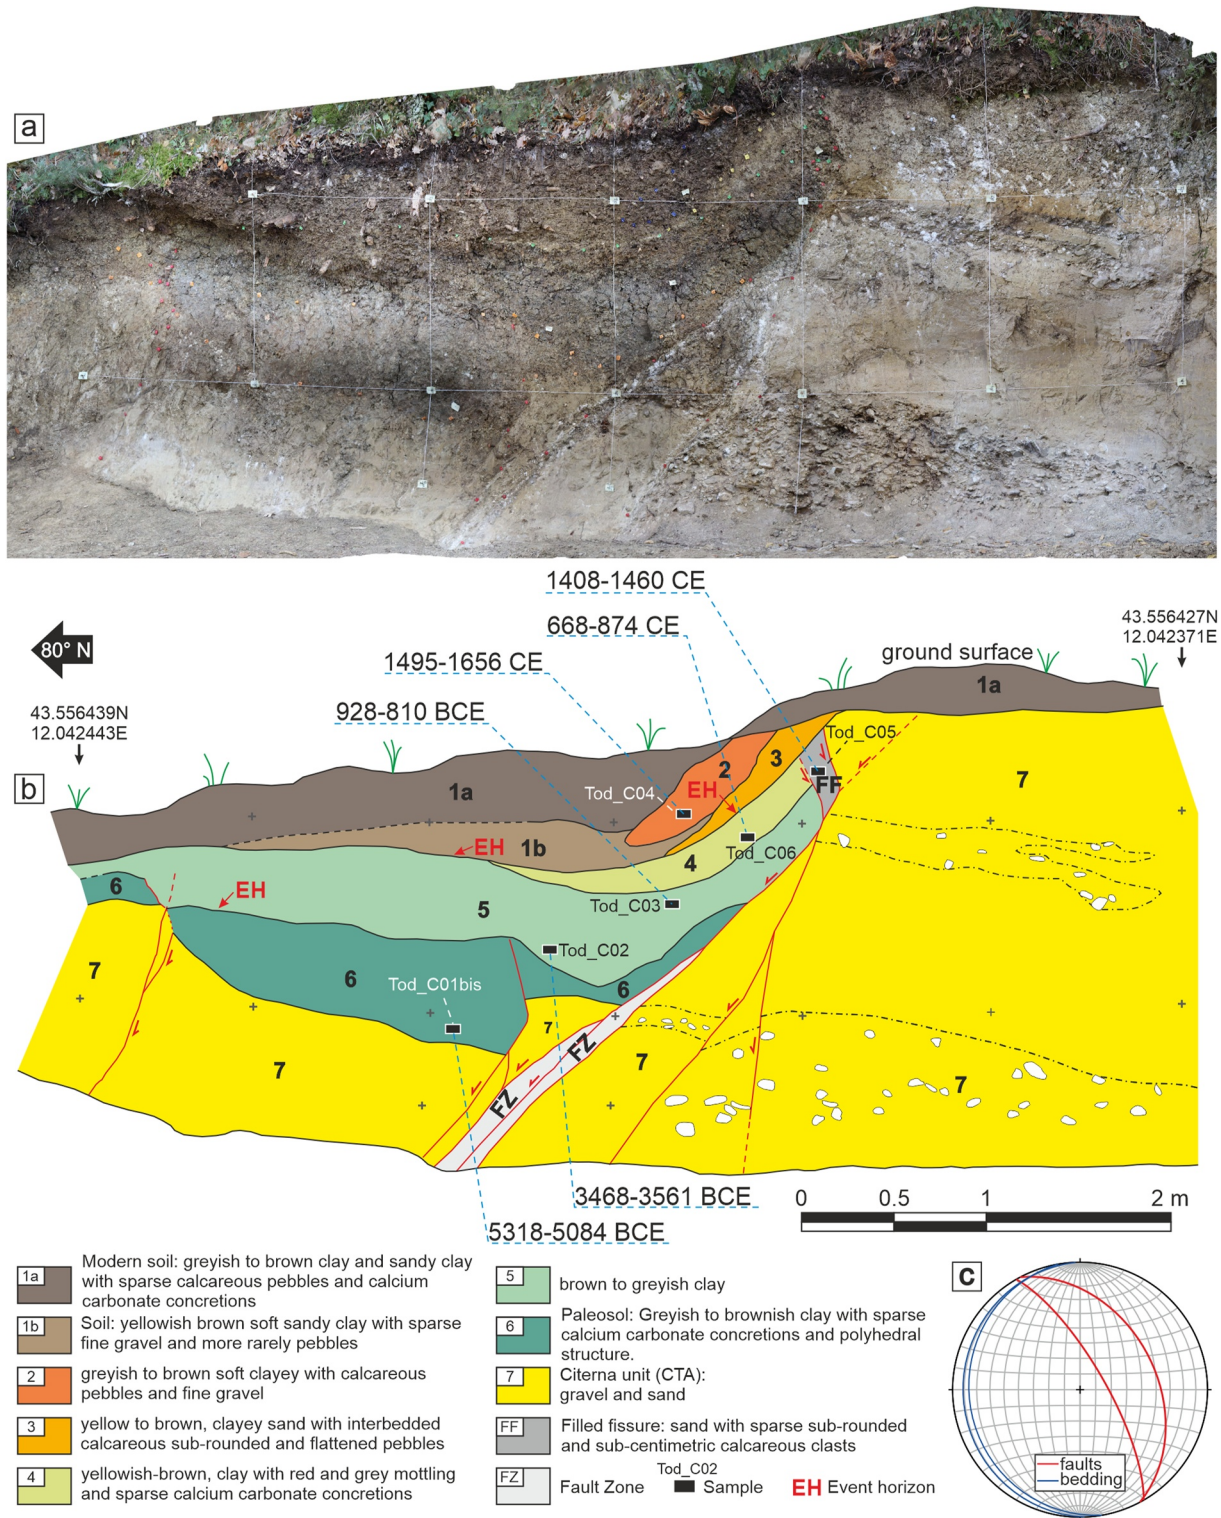 a
1408-1460 CE
668-874 CE
1495-1656 CE
928-810 BCE
80° N
43.556427N
12.042371E
ground surface
43.556439N
12.042443E
b
1a
1a
2
3
Tod_C05
FF
7
EH
Tod_C04
EH
1b
4
Tod_C06
6
EH
5
Tod_C03
Tod_C02
7
6
Tod_C01bis
6
7
7
FZ
7
7
FZ
3468-3561 BCE
5318-5084 BCE
0 0.5 1 2 m
1a
Modern soil: greyish to brown clay and sandy clay
with sparse calcareous pebbles and calcium
carbonate concretions
1b
Soil: yellowish brown soft sandy clay with sparse
fine gravel and more rarely pebbles
2
greyish to brown soft clayey with calcareous
pebbles and fine gravel
3
yellow to brown, clayey sand with interbedded
calcareous sub-rounded and flattened pebbles
4
yellowish-brown, clay with red and grey mottling
and sparse calcium carbonate concretions
5
brown to greyish clay
6
Paleosol: Greyish to brownish clay with sparse
calcium carbonate concretions and polyhedral
structure.
7
Citerna unit (CTA):
gravel and sand
FF
Filled fissure: sand with sparse sub-rounded
and sub-centimetric calcareous clasts
FZ
Fault Zone
Tod_C02
Sample
EH Event horizon
c
faults
bedding